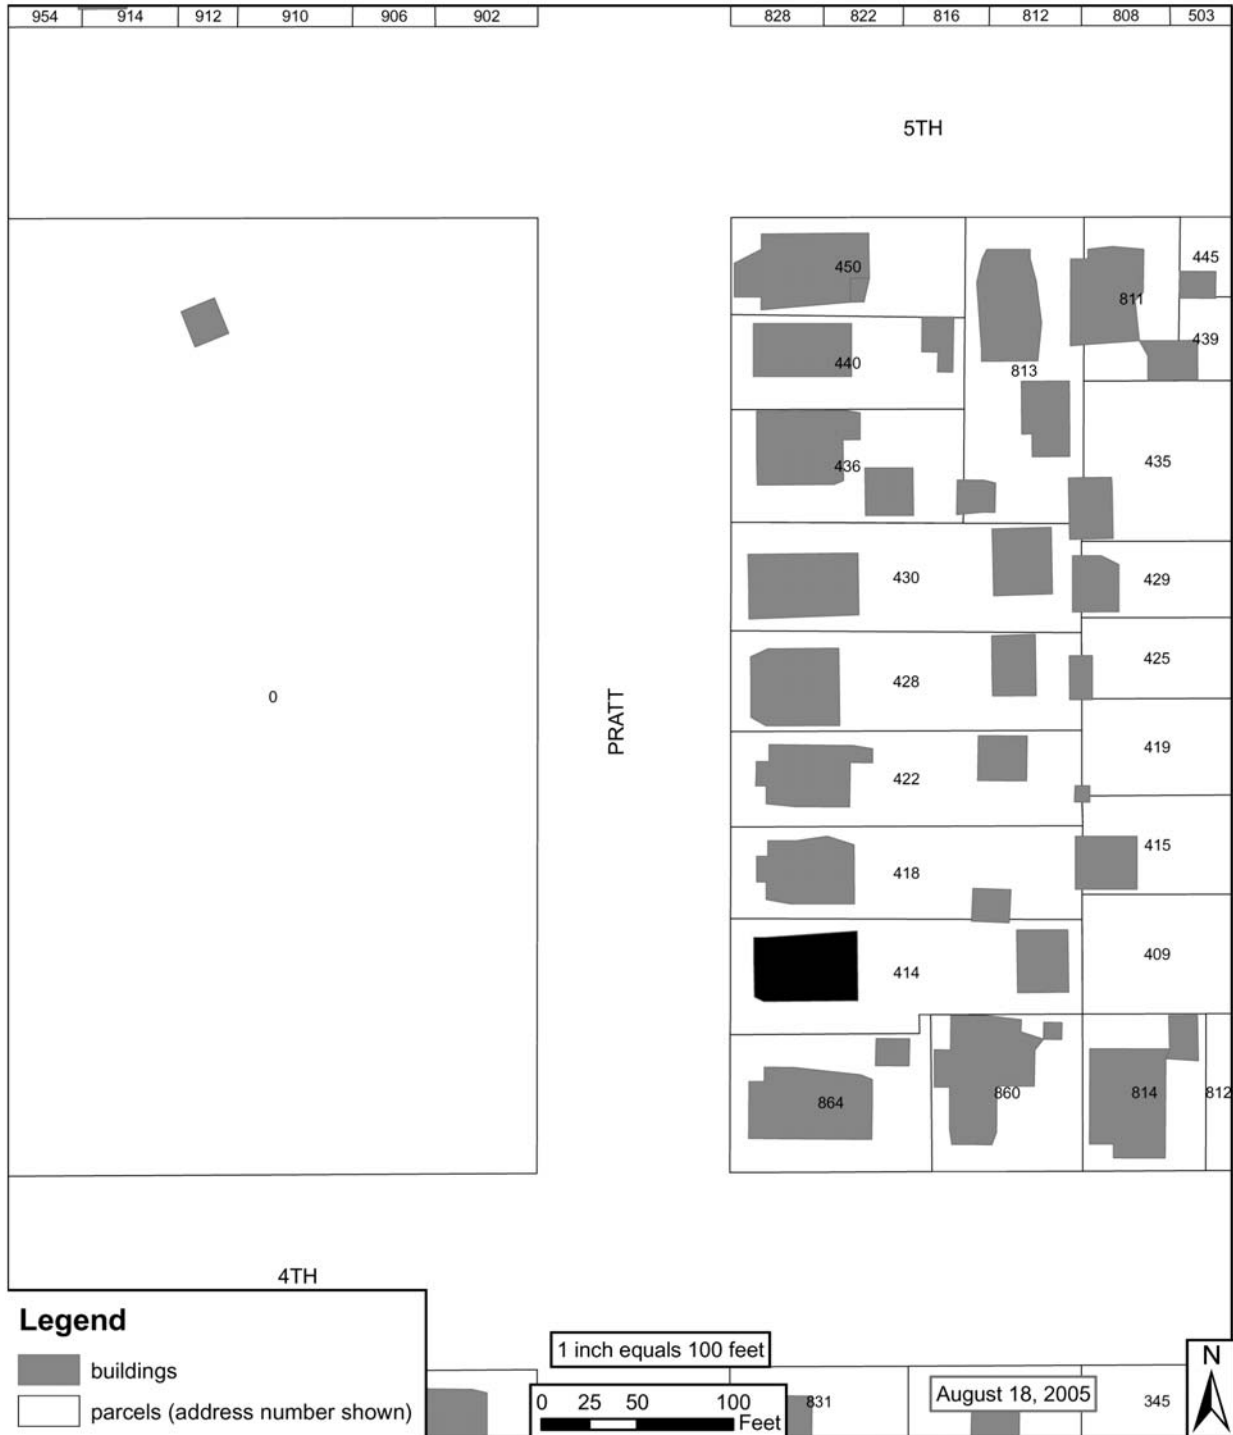 954 914 912 910 906 902 828 822 816 812 808 503
5TH
445
450
811
439
440
813
436
435
430
429
428
425
0
PRATT
422
419
418
415
414
409
864
860
814
812
4TH
Legend
buildings
parcels (address number shown)
1 inch equals 100 feet
0 25 50 100
Feet
831
August 18, 2005
345
N